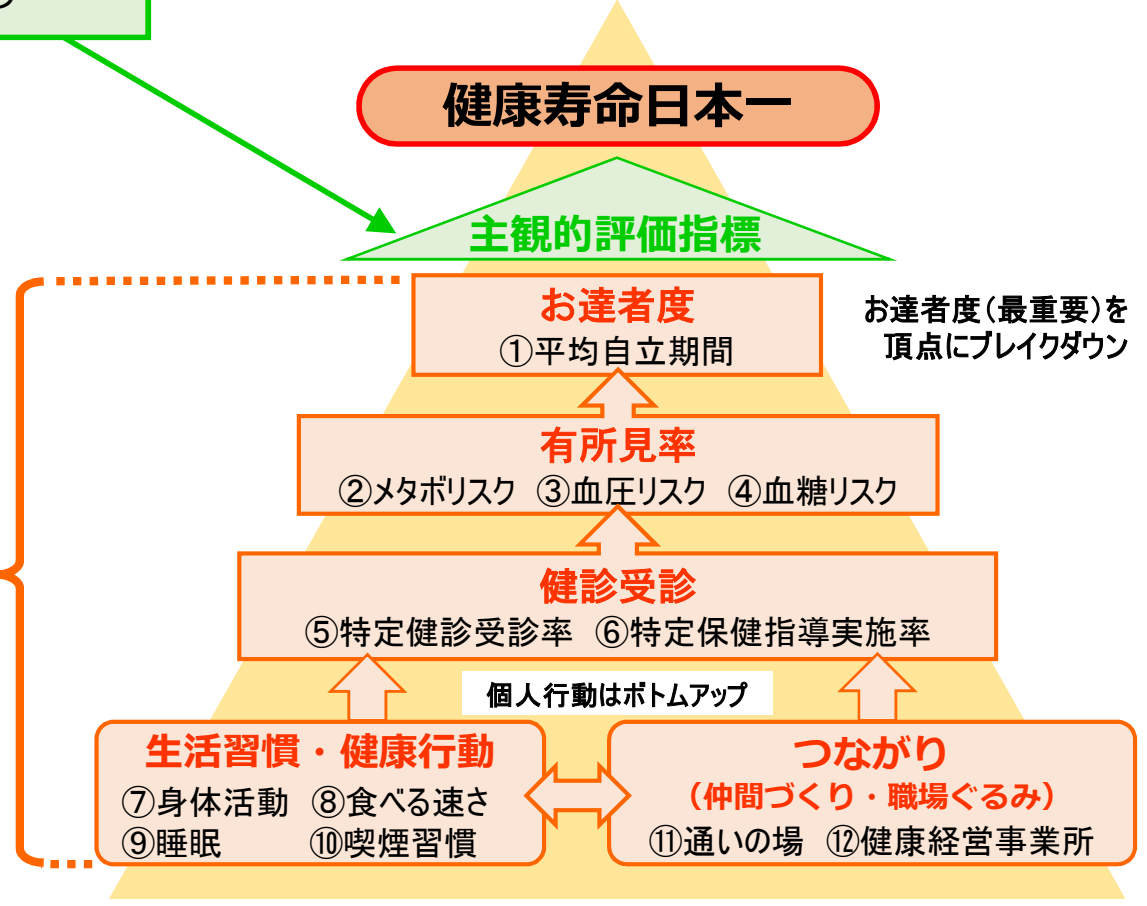 健康寿命日本一
主観的評価指標
お達者度
①平均自立期間
お達者度(最重要)を
頂点にブレイクダウン
有所見率
②メタボリスク ③血圧リスク ④血糖リスク
健診受診
⑤特定健診受診率 ⑥特定保健指導実施率
個人行動はボトムアップ
生活習慣・健康行動
⑦身体活動 ⑧食べる速さ
⑨睡眠 ⑩喫煙習慣
つながり
(仲間づくり・職場ぐるみ)
⑪通いの場 ⑫健康経営事業所